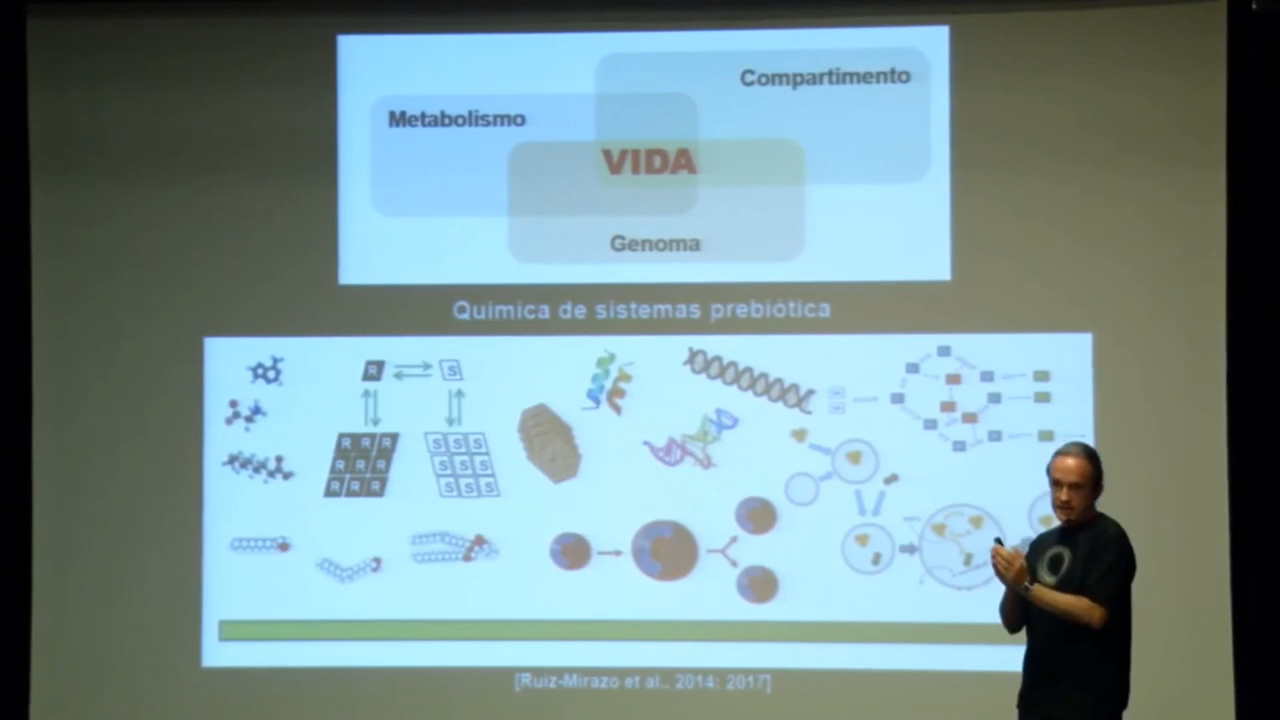 Compartimento
Metabolismo
VIDA
Genoma
Química de sistemas prebiótica
R S
R R R S S S
R R R S S S
R R R S S S
[Ruiz-Mirazo et al., 2014; 2017]